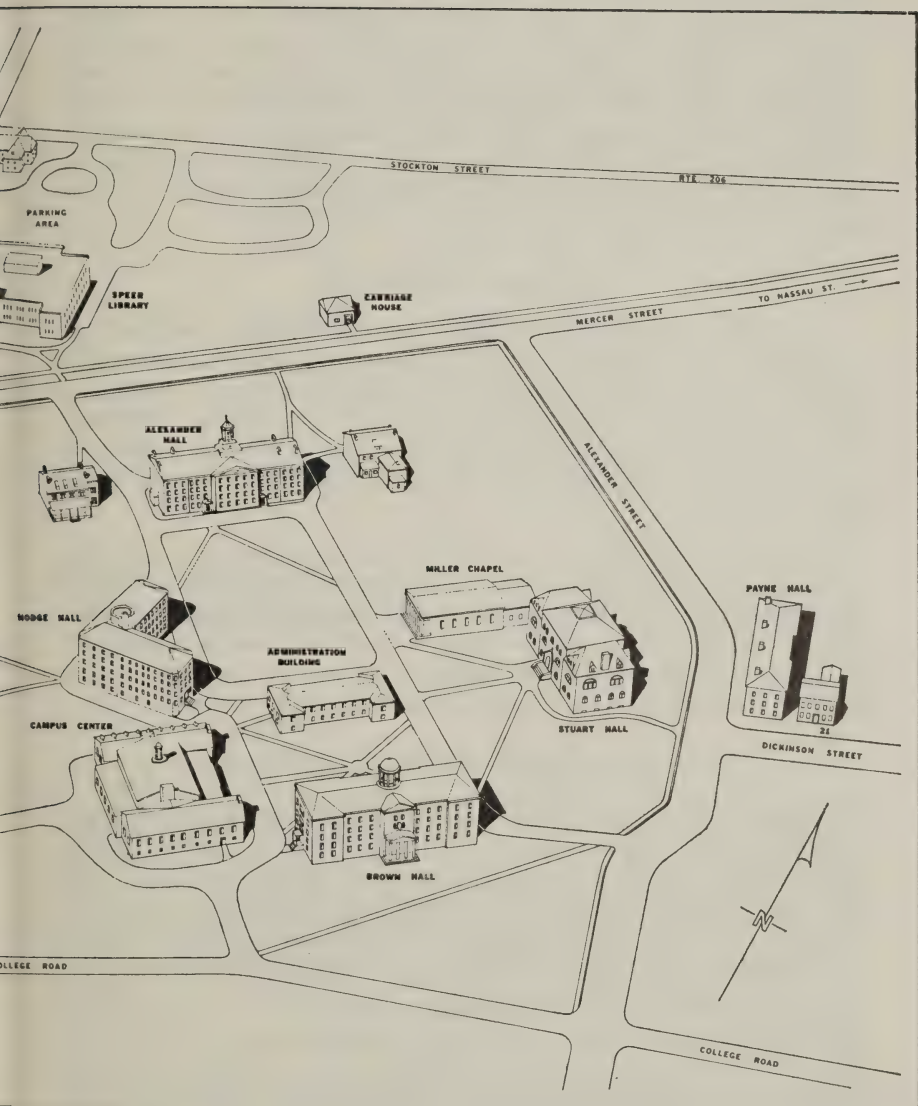 STOCKTON STREET
RTE 206
PARKING
AREA
SPEER
LIBRARY
CARRIAGE
HOUSE
MERCER STREET
TO NASSAU ST.
ALEXANDER
HALL
ALEXANDER STREET
MILLER CHAPEL
PAYNE HALL
HODGE HALL
ADMINISTRATION
BUILDING
CAMPUS CENTER
STUART HALL
21
DICKINSON STREET
BROWN HALL
N
OLLEGE ROAD
COLLEGE ROAD